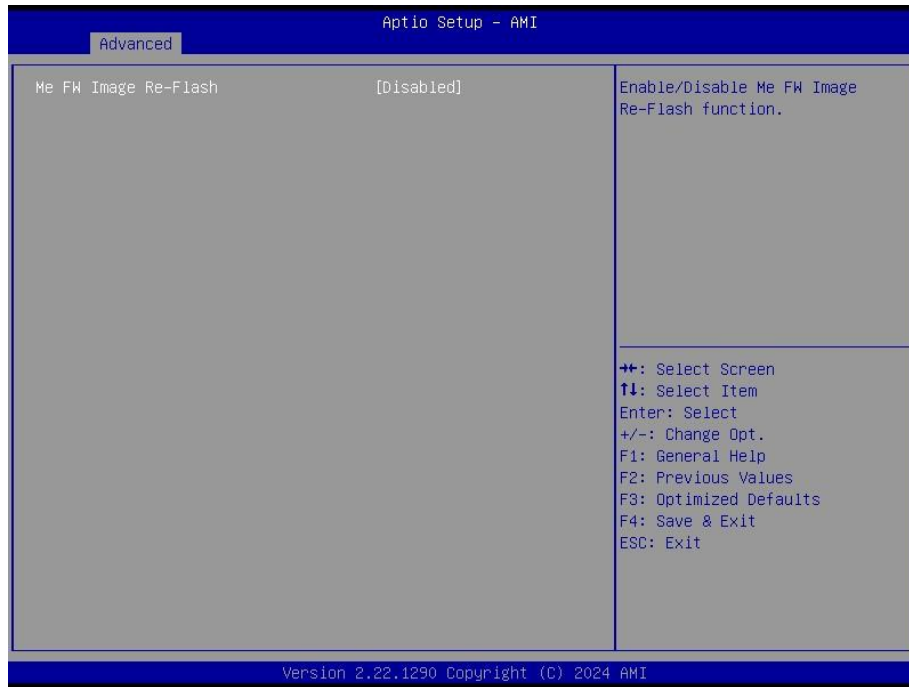 Aptio Setup - AMI
Advanced
Me FW Image Re-Flash [Disabled]
Enable/Disable Me FW Image
Re-Flash function.
→←: Select Screen
↑↓: Select Item
Enter: Select
+/-: Change Opt.
F1: General Help
F2: Previous Values
F3: Optimized Defaults
F4: Save & Exit
ESC: Exit
Version 2.22.1290 Copyright (C) 2024 AMI